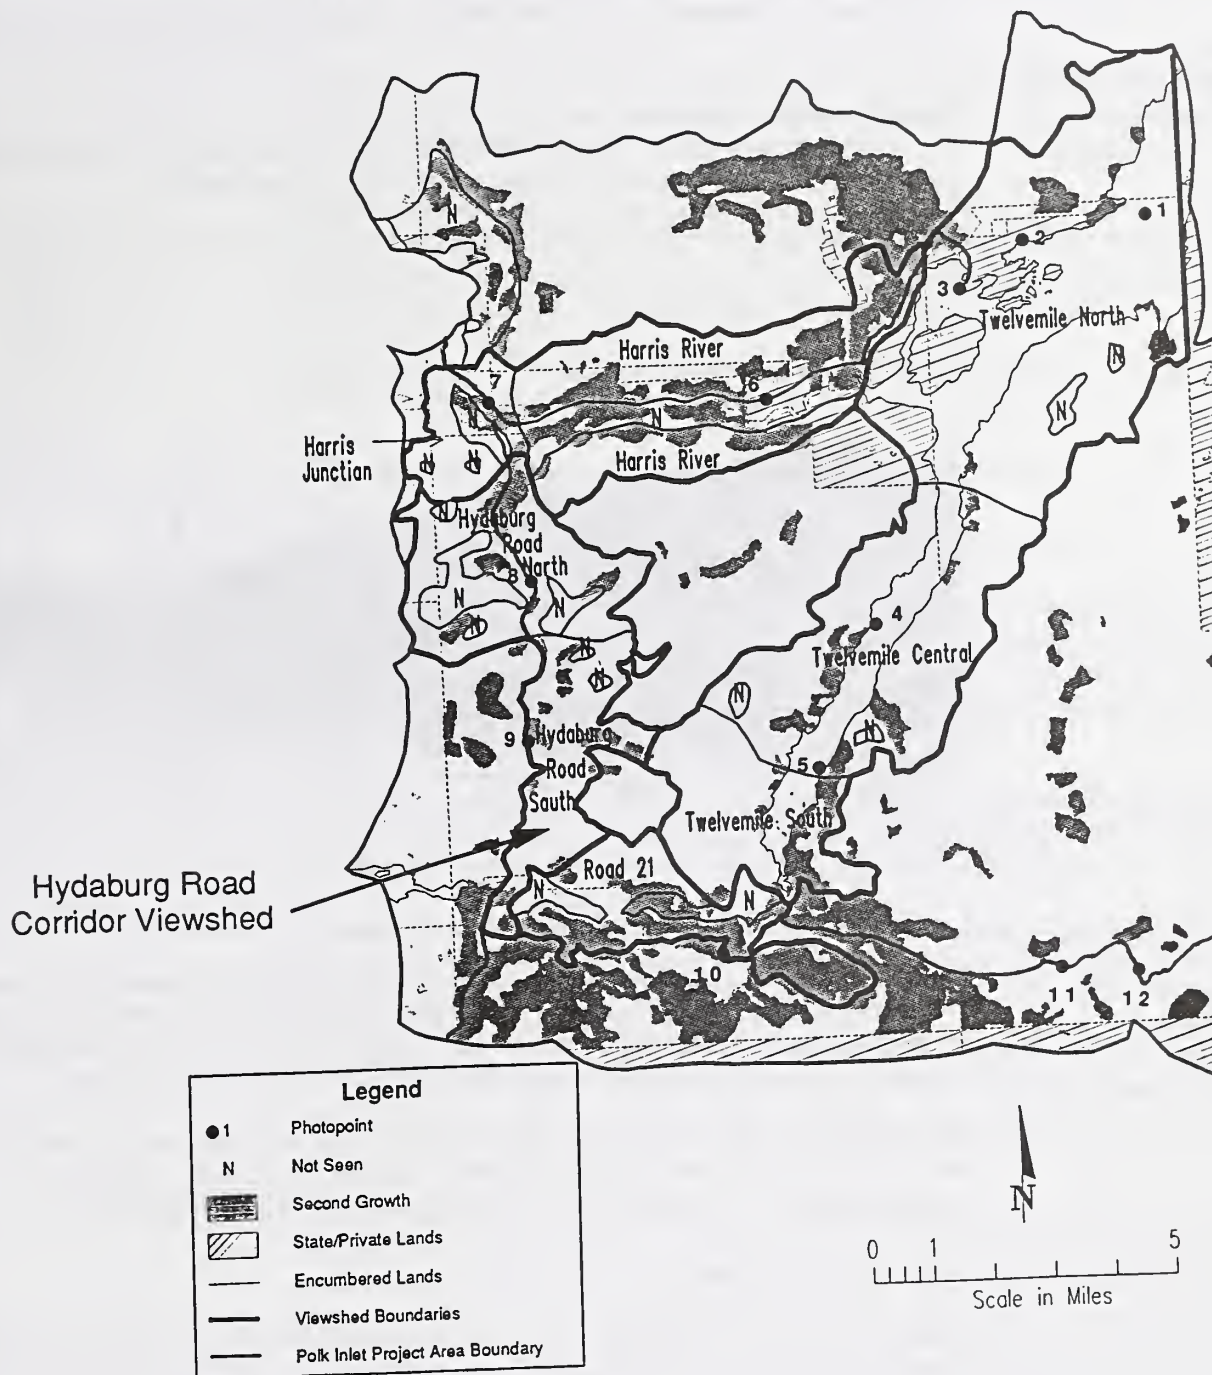 N
1
2
3
Twelvemile North
N
N
Harris River
7
6
N
N
Harris
Junction
N
N
Harris River
N
Hydaburg
Road
North
8
N
N
N
4
Twelvemile Central
N
N
N
N
9
Hydaburg
Road
South
5
Twelvemile South
Road 21
N
N
Hydaburg Road
Corridor Viewshed
10
11
12
Legend
1 Photopoint
N Not Seen
Second Growth
State/Private Lands
Encumbered Lands
Viewshed Boundaries
Polk Inlet Project Area Boundary
N
0 1 5
Scale in Miles